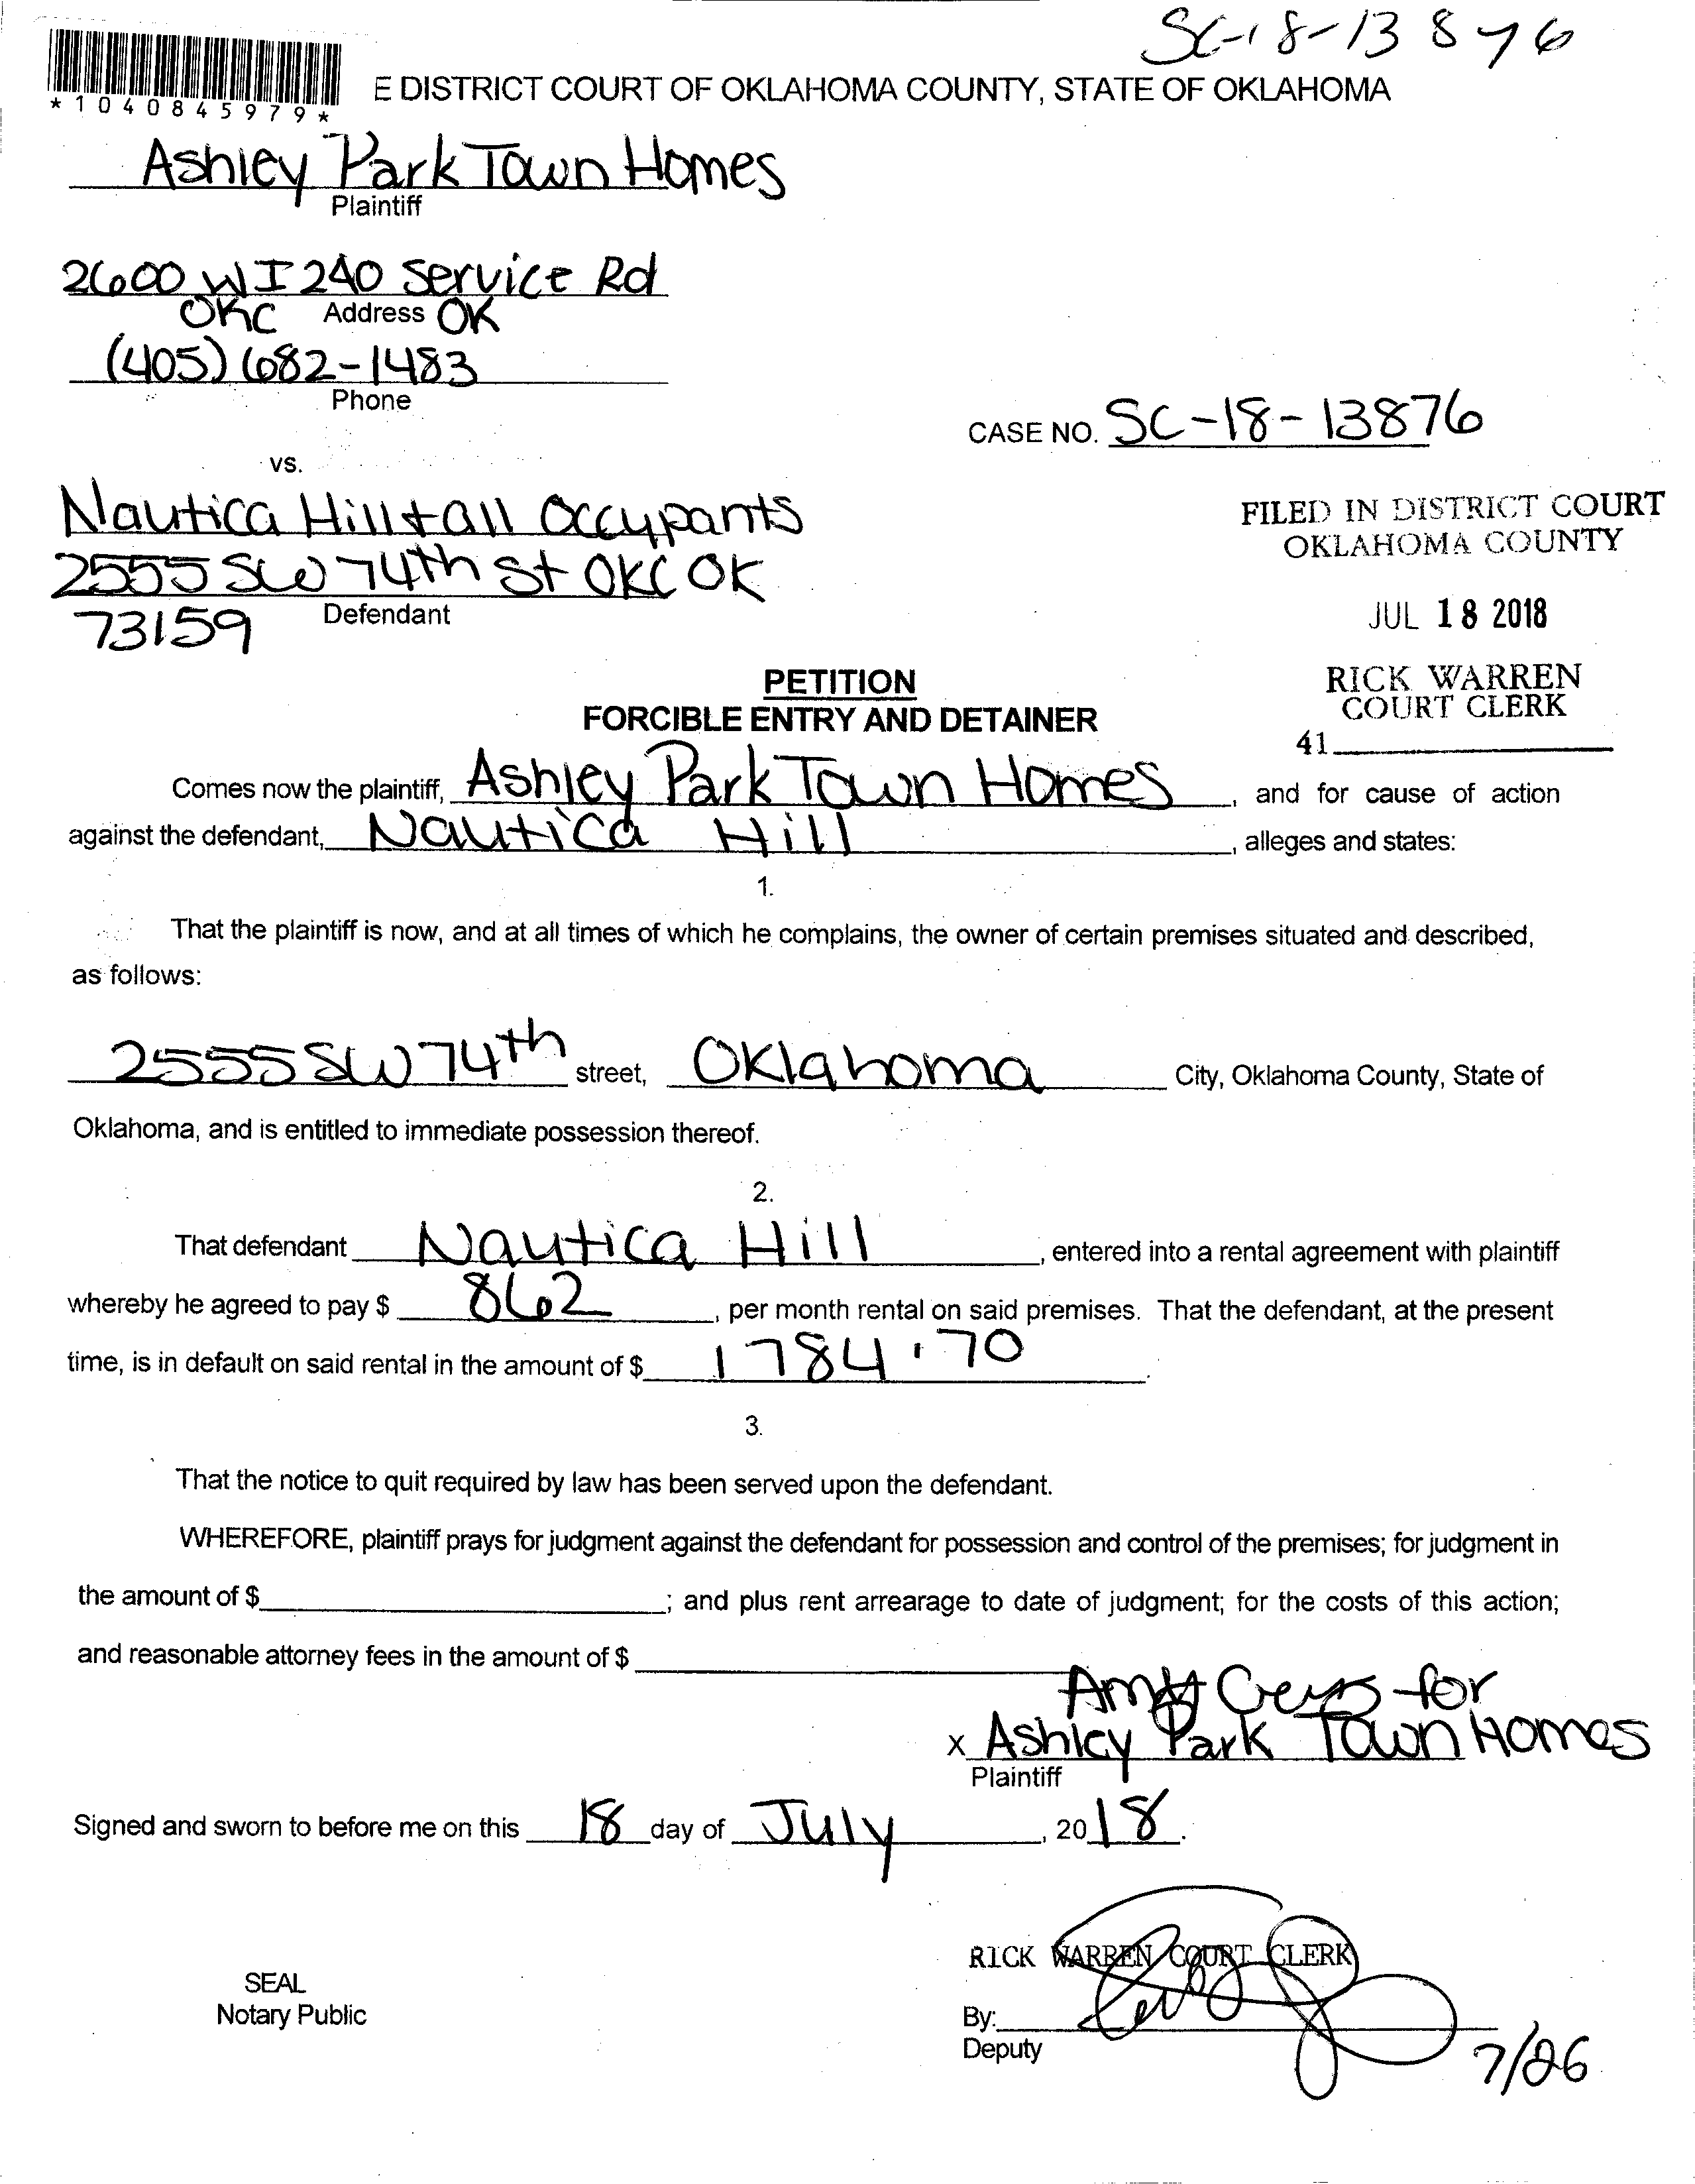 SC-18-13876
*1040845979*
E DISTRICT COURT OF OKLAHOMA COUNTY, STATE OF OKLAHOMA
Ashley Park Town Homes
Plaintiff
2600 W I 240 Service Rd
OKC Address OK
(405) 682-1483
Phone
CASE NO. SC-18-13876
vs.
Nautica Hill + all Occupants
2555 SW 74th St OKC OK
73159 Defendant
FILED IN DISTRICT COURT
OKLAHOMA COUNTY
JUL 18 2018
RICK WARREN
COURT CLERK
41
PETITION
FORCIBLE ENTRY AND DETAINER
Comes now the plaintiff, Ashley Park Town Homes, and for cause of action
against the defendant, Nautica Hill, alleges and states:
1.
That the plaintiff is now, and at all times of which he complains, the owner of certain premises situated and described,
as follows:
2555 SW 74th street, Oklahoma City, Oklahoma County, State of
Oklahoma, and is entitled to immediate possession thereof.
2.
That defendant Nautica Hill, entered into a rental agreement with plaintiff
whereby he agreed to pay $ 862, per month rental on said premises. That the defendant, at the present
time, is in default on said rental in the amount of $ 1784.70.
3.
That the notice to quit required by law has been served upon the defendant.
WHEREFORE, plaintiff prays for judgment against the defendant for possession and control of the premises; for judgment in
the amount of $ ; and plus rent arrearage to date of judgment; for the costs of this action;
and reasonable attorney fees in the amount of $
Amy for
x Ashley Park Town Homes
Plaintiff
Signed and sworn to before me on this 18 day of July, 2018.
RICK WARREN COURT CLERK
SEAL
Notary Public
By:
Deputy
7/26